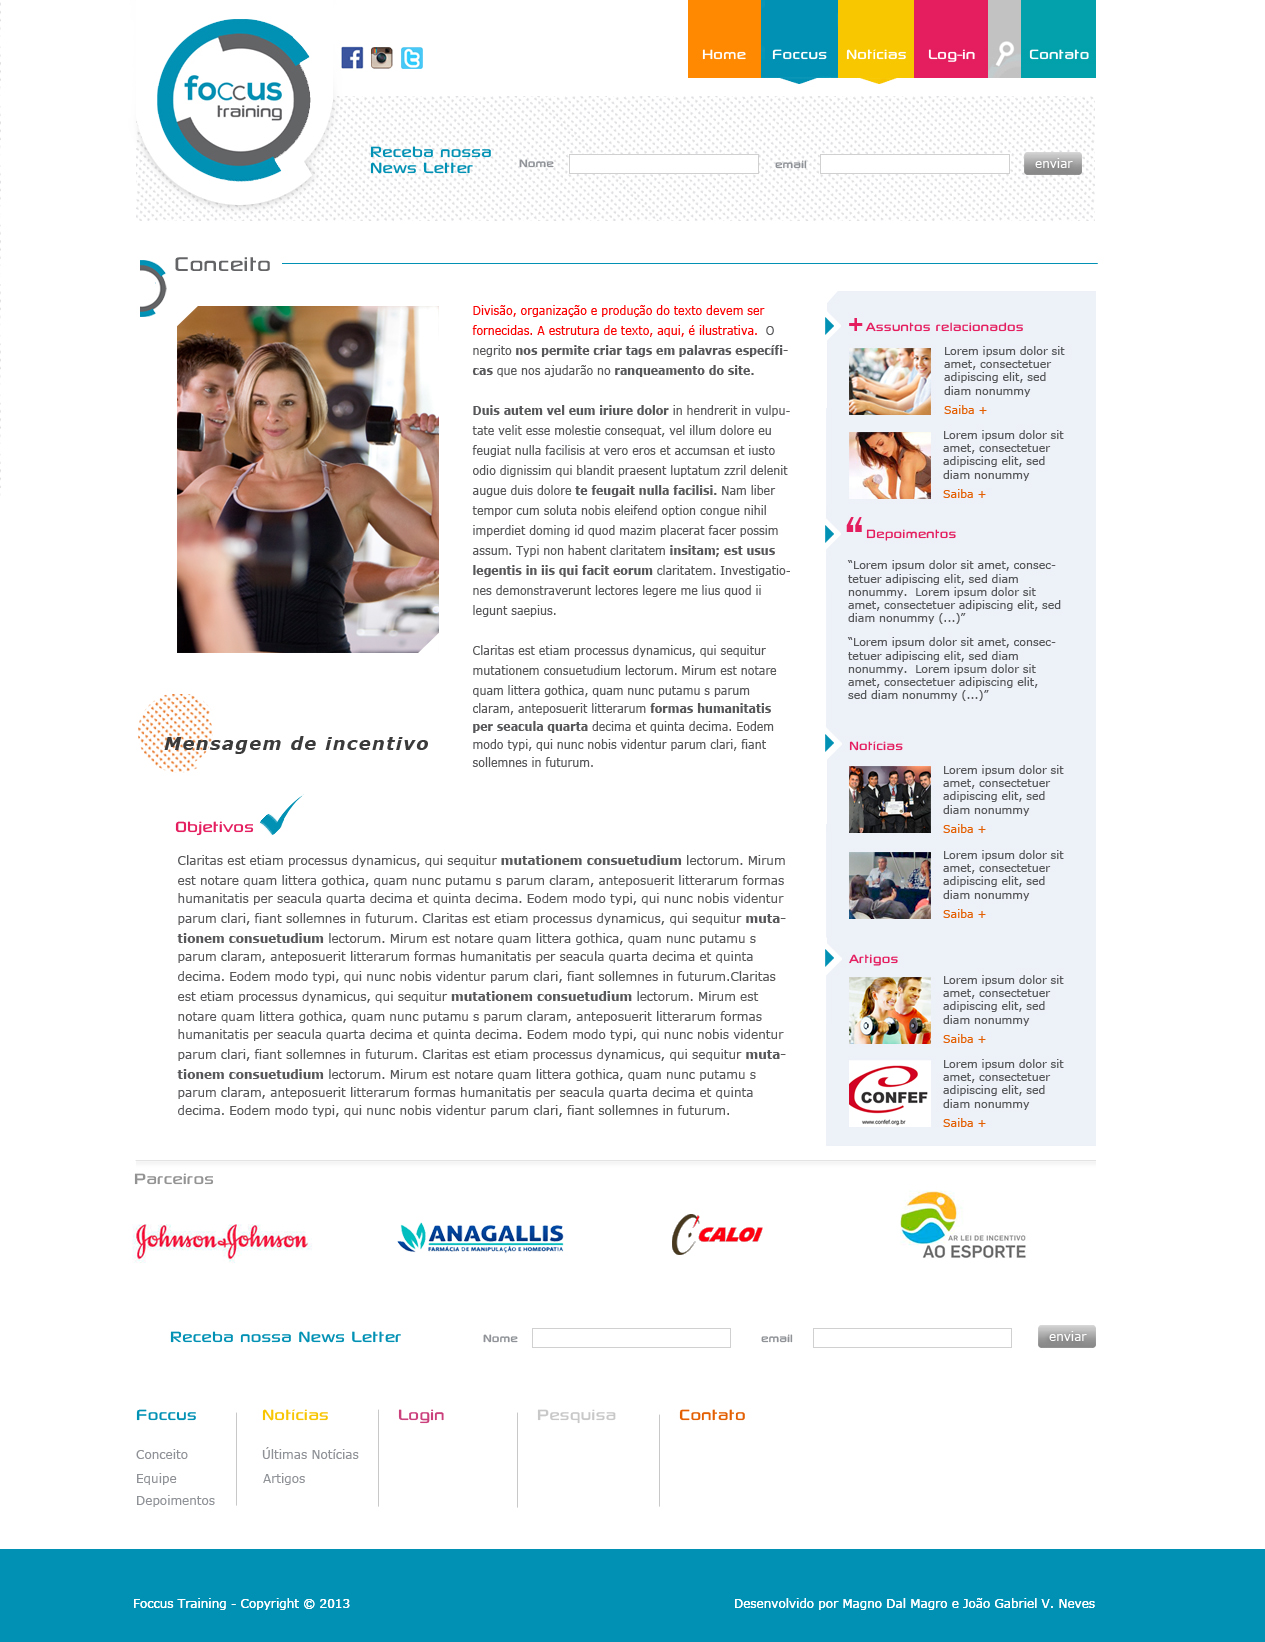 foccus
training
Home
Foccus
Notícias
Log-in
Contato
Receba nossa
News Letter
Nome
email
enviar
Conceito
Divisão, organização e produção do texto devem ser
fornecidas. A estrutura de texto, aqui, é ilustrativa.  O
negrito nos permite criar tags em palavras específi-
cas que nos ajudarão no ranqueamento do site.
Duis autem vel eum iriure dolor in hendrerit in vulpu-
tate velit esse molestie consequat, vel illum dolore eu
feugiat nulla facilisis at vero eros et accumsan et iusto
odio dignissim qui blandit praesent luptatum zzril delenit
augue duis dolore te feugait nulla facilisi. Nam liber
tempor cum soluta nobis eleifend option congue nihil
imperdiet doming id quod mazim placerat facer possim
assum. Typi non habent claritatem insitam; est usus
legentis in iis qui facit eorum claritatem. Investigatio-
nes demonstraverunt lectores legere me lius quod ii
legunt saepius.
Claritas est etiam processus dynamicus, qui sequitur
mutationem consuetudium lectorum. Mirum est notare
quam littera gothica, quam nunc putamu s parum
claram, anteposuerit litterarum formas humanitatis
per seacula quarta decima et quinta decima. Eodem
modo typi, qui nunc nobis videntur parum clari, fiant
sollemnes in futurum.
Mensagem de incentivo
Objetivos
Claritas est etiam processus dynamicus, qui sequitur mutationem consuetudium lectorum. Mirum
est notare quam littera gothica, quam nunc putamu s parum claram, anteposuerit litterarum formas
humanitatis per seacula quarta decima et quinta decima. Eodem modo typi, qui nunc nobis videntur
parum clari, fiant sollemnes in futurum. Claritas est etiam processus dynamicus, qui sequitur muta-
tionem consuetudium lectorum. Mirum est notare quam littera gothica, quam nunc putamu s
parum claram, anteposuerit litterarum formas humanitatis per seacula quarta decima et quinta
decima. Eodem modo typi, qui nunc nobis videntur parum clari, fiant sollemnes in futurum.Claritas
est etiam processus dynamicus, qui sequitur mutationem consuetudium lectorum. Mirum est
notare quam littera gothica, quam nunc putamu s parum claram, anteposuerit litterarum formas
humanitatis per seacula quarta decima et quinta decima. Eodem modo typi, qui nunc nobis videntur
parum clari, fiant sollemnes in futurum. Claritas est etiam processus dynamicus, qui sequitur muta-
tionem consuetudium lectorum. Mirum est notare quam littera gothica, quam nunc putamu s
parum claram, anteposuerit litterarum formas humanitatis per seacula quarta decima et quinta
decima. Eodem modo typi, qui nunc nobis videntur parum clari, fiant sollemnes in futurum.
+ Assuntos relacionados
Lorem ipsum dolor sit
amet, consectetuer
adipiscing elit, sed
diam nonummy
Saiba +
Lorem ipsum dolor sit
amet, consectetuer
adipiscing elit, sed
diam nonummy
Saiba +
“ Depoimentos
“Lorem ipsum dolor sit amet, consec-
tetuer adipiscing elit, sed diam
nonummy.  Lorem ipsum dolor sit
amet, consectetuer adipiscing elit, sed
diam nonummy (...)”
“Lorem ipsum dolor sit amet, consec-
tetuer adipiscing elit, sed diam
nonummy.  Lorem ipsum dolor sit
amet, consectetuer adipiscing elit,
sed diam nonummy (...)”
Notícias
Lorem ipsum dolor sit
amet, consectetuer
adipiscing elit, sed
diam nonummy
Saiba +
Lorem ipsum dolor sit
amet, consectetuer
adipiscing elit, sed
diam nonummy
Saiba +
Artigos
Lorem ipsum dolor sit
amet, consectetuer
adipiscing elit, sed
diam nonummy
Saiba +
CONFEF
www.confef.org.br
Lorem ipsum dolor sit
amet, consectetuer
adipiscing elit, sed
diam nonummy
Saiba +
Parceiros
Johnson&Johnson
ANAGALLIS
FARMÁCIA DE MANIPULAÇÃO E HOMEOPATIA
CALOI
AR LEI DE INCENTIVO
AO ESPORTE
Receba nossa News Letter
Nome
email
enviar
Foccus
Notícias
Login
Pesquisa
Contato
Conceito
Equipe
Depoimentos
Últimas Notícias
Artigos
Foccus Training - Copyright © 2013
Desenvolvido por Magno Dal Magro e João Gabriel V. Neves